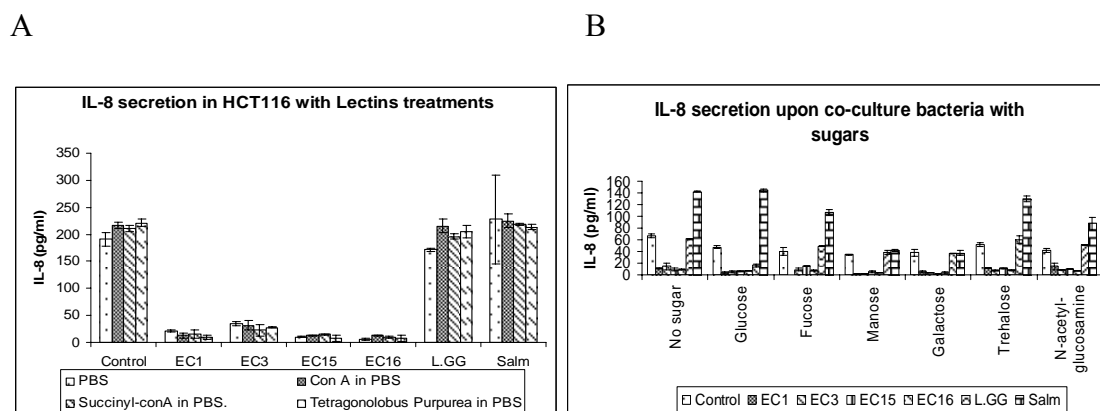 A
B
IL-8 secretion in HCT116 with Lectins treatments
IL-8 (pg/ml)
350
300
250
200
150
100
50
0
Control EC1 EC3 EC15 EC16 L.GG Salm
PBS Con A in PBS
Succinyl-conA in PBS. Tetragonolobus Purpurea in PBS
IL-8 secretion upon co-culture bacteria with
sugars
IL-8 (pg/ml)
160
140
120
100
80
60
40
20
0
No sugar
Glucose
Fucose
Manose
Galactose
Trehalose
N-acetyl-
glucosamine
Control EC1 EC3 EC15 EC16 L.GG Salm